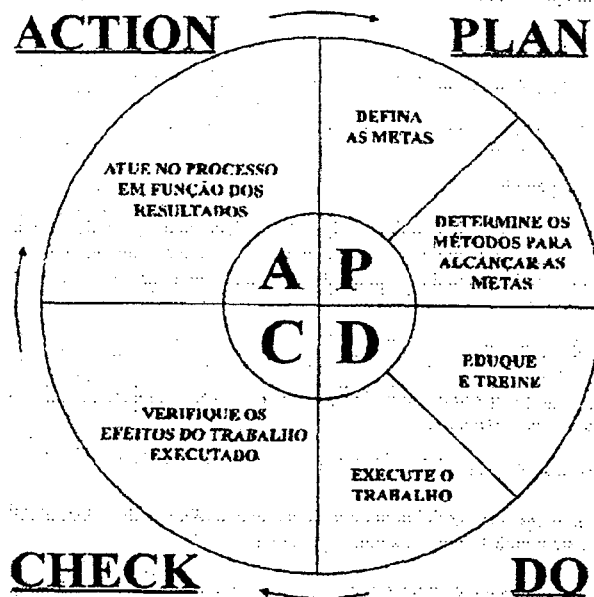 ACTION
PLAN
DEFINA
AS METAS
ATUE NO PROCESSO
EM FUNÇÃO DOS
RESULTADOS
DETERMINE OS
MÉTODOS PARA
ALCANÇAR AS
METAS
A P
C D
EDUQUE
E TREINE
VERIFIQUE OS
EFEITOS DO TRABALHO
EXECUTADO
EXECUTE O
TRABALHO
CHECK
DO